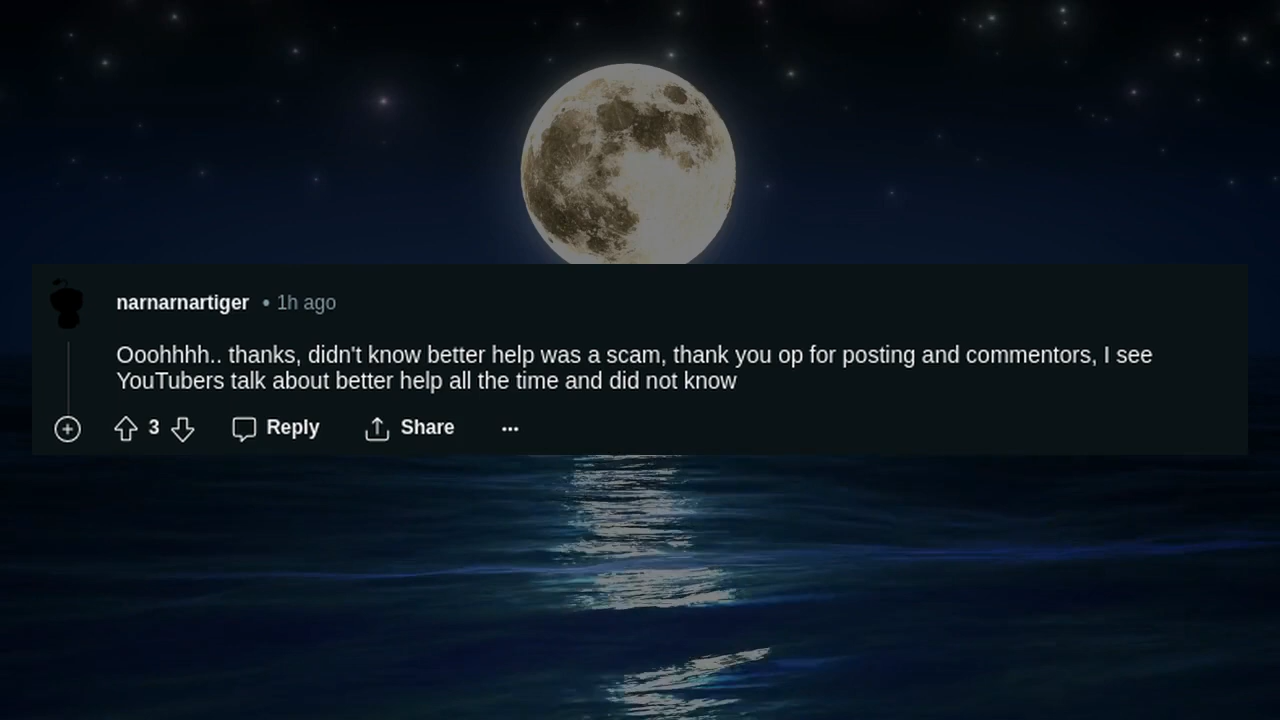 narnarnartiger • 1h ago
Ooohhhh.. thanks, didn't know better help was a scam, thank you op for posting and commentors, I see
YouTubers talk about better help all the time and did not know
3 Reply Share ...